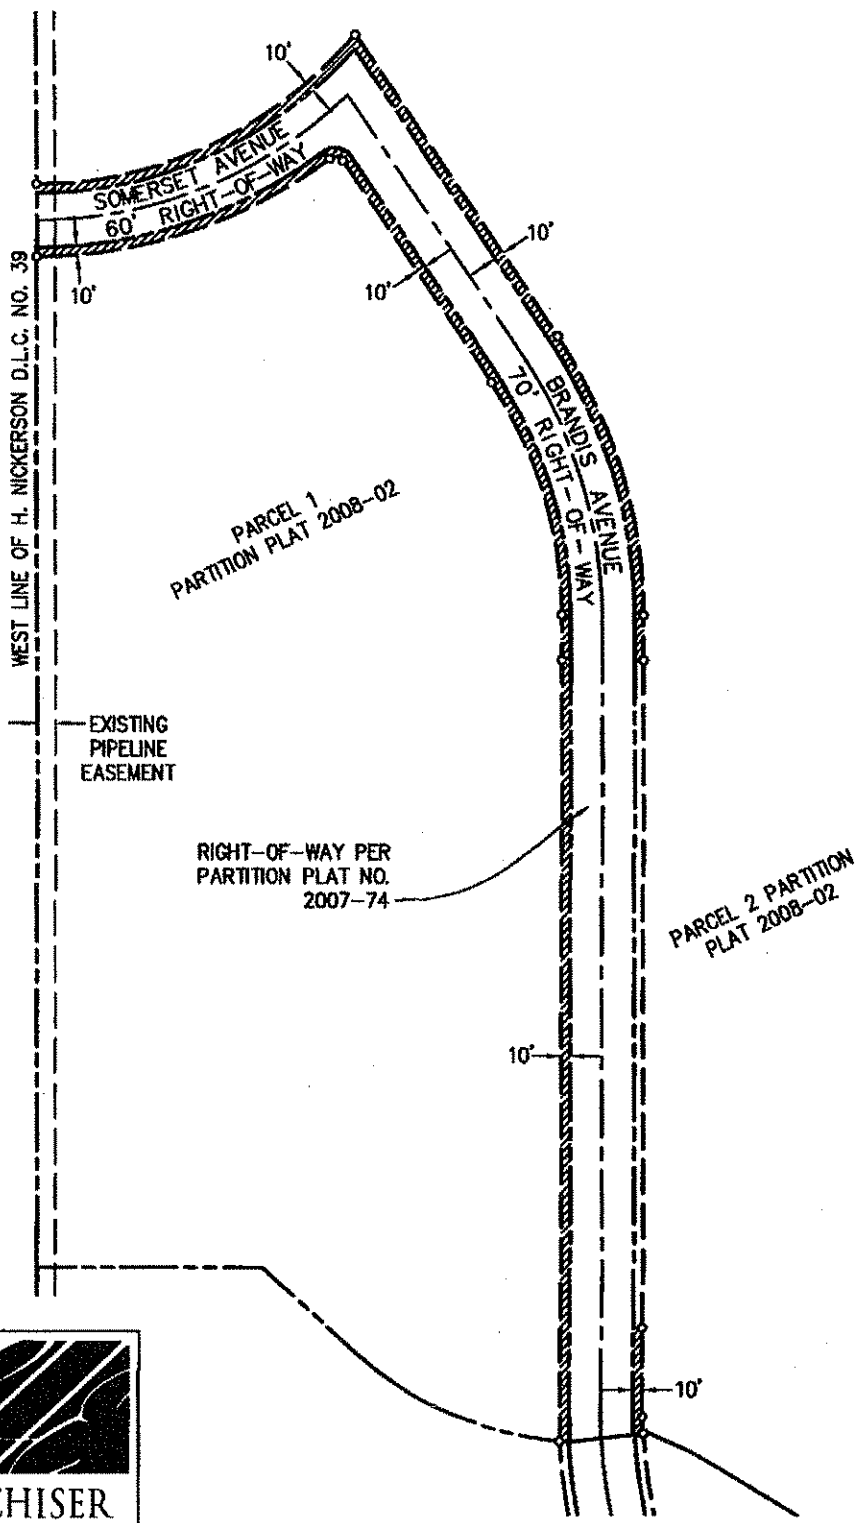 10'
SOMERSET AVENUE
60' RIGHT-OF-WAY
10'
WEST LINE OF H. NICKERSON D.L.C. NO. 39
10'
10'
BRANDIS AVENUE
70' RIGHT-OF-WAY
PARCEL 1
PARTITION PLAT 2008-02
EXISTING
PIPELINE
EASEMENT
RIGHT-OF-WAY PER
PARTITION PLAT NO.
2007-74
PARCEL 2 PARTITION
PLAT 2008-02
10'
10'
CHISER